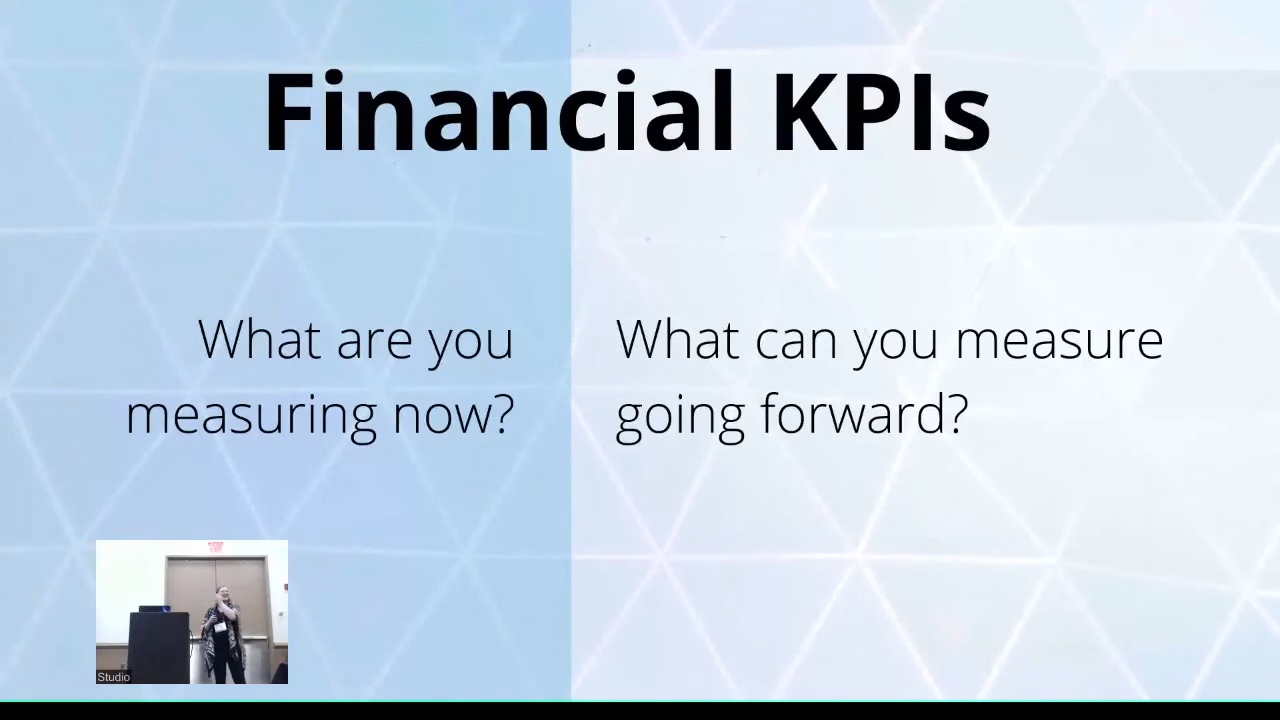 Financial KPIs
What are you
measuring now?
What can you measure
going forward?
Studio